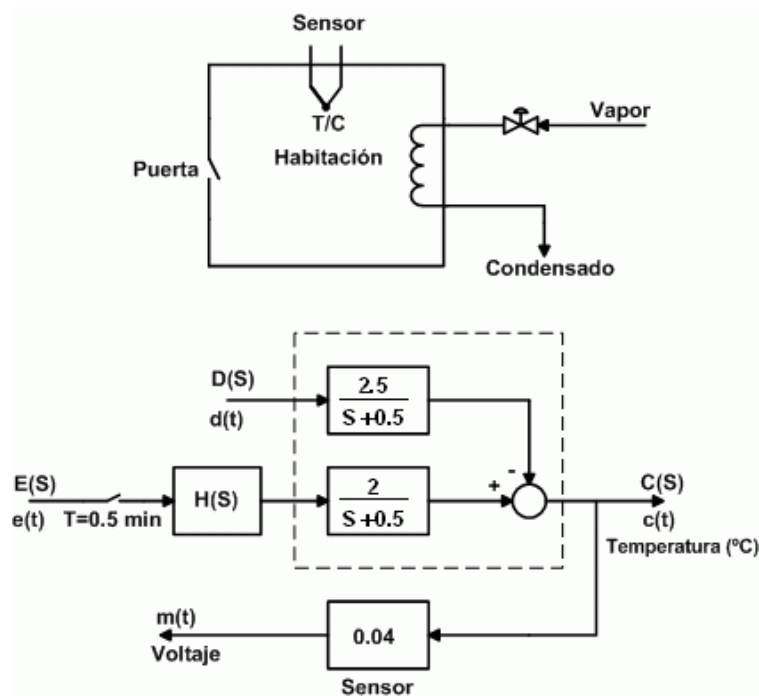 Sensor
T/C
Vapor
Habitación
Puerta
Condensado
D(S)
d(t)
2.5
S+0.5
E(S)
e(t)
T=0.5 min
H(S)
2
S+0.5
+
-
C(S)
c(t)
Temperatura (ºC)
m(t)
Voltaje
0.04
Sensor